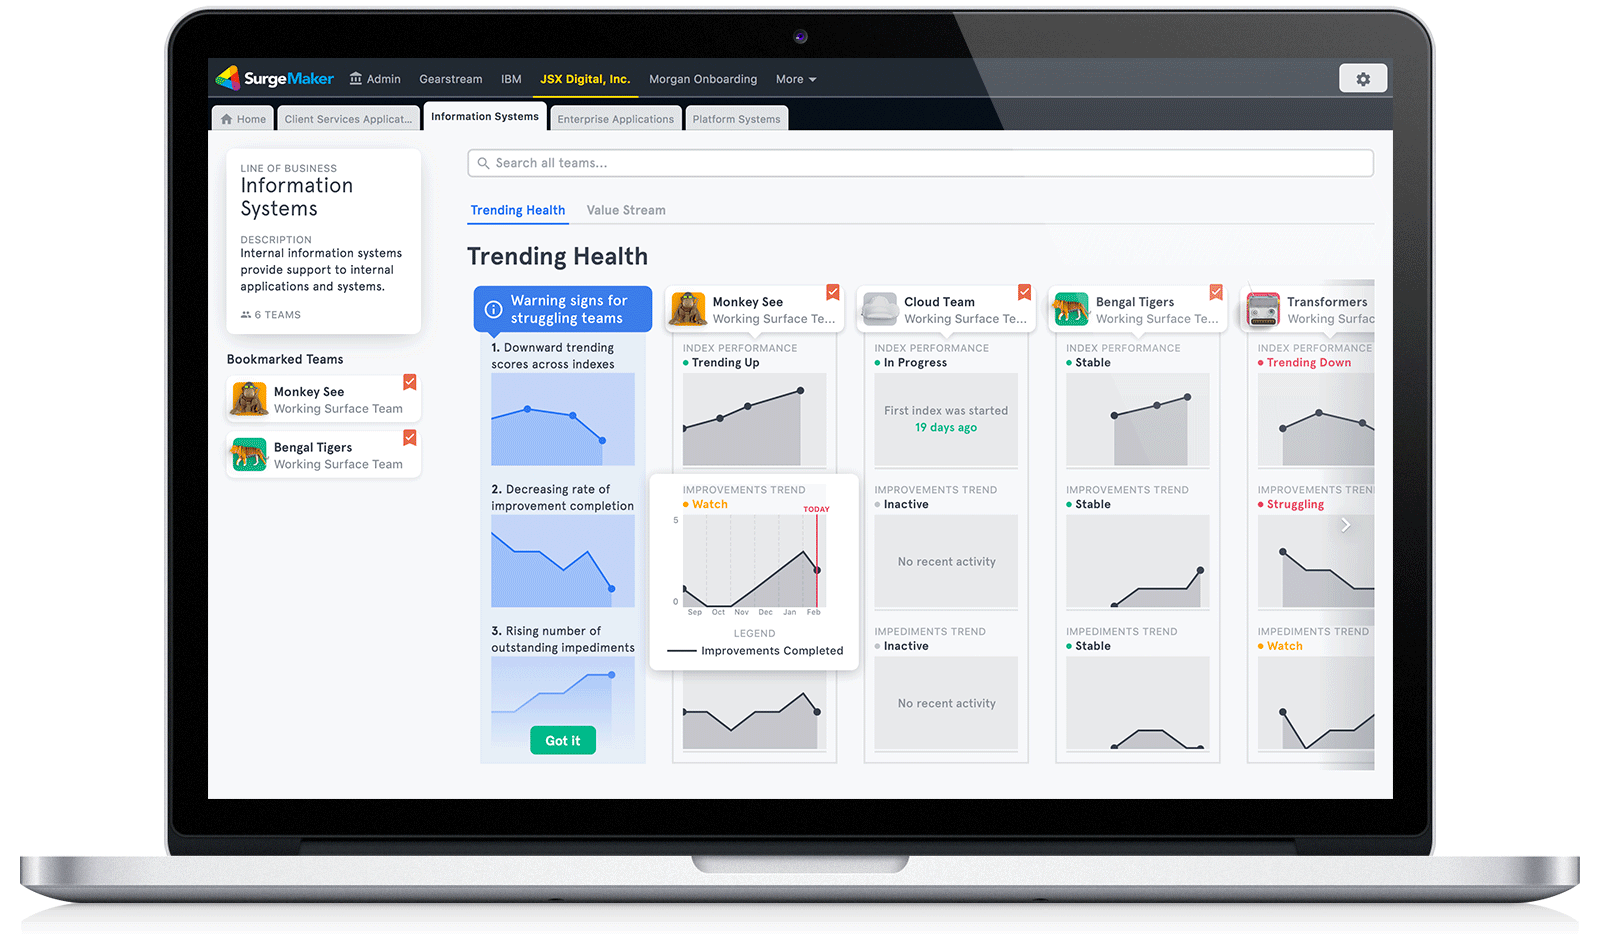 SurgeMaker
Admin
Gearstream
IBM
JSX Digital, Inc.
Morgan Onboarding
More
Home
Client Services Applicat...
Information Systems
Enterprise Applications
Platform Systems
LINE OF BUSINESS
Information
Systems
DESCRIPTION
Internal information systems
provide support to internal
applications and systems.
6 TEAMS
Bookmarked Teams
Monkey See
Working Surface Team
Bengal Tigers
Working Surface Team
Search all teams...
Trending Health
Value Stream
Trending Health
Warning signs for
struggling teams
1. Downward trending
scores across indexes
2. Decreasing rate of
improvement completion
3. Rising number of
outstanding impediments
Got it
Monkey See
Working Surface Te...
INDEX PERFORMANCE
Trending Up
IMPROVEMENTS TREND
Watch
TODAY
5
0
Sep Oct Nov Dec Jan Feb
LEGEND
Improvements Completed
Cloud Team
Working Surface Te...
INDEX PERFORMANCE
In Progress
First index was started
19 days ago
IMPROVEMENTS TREND
Inactive
No recent activity
IMPEDIMENTS TREND
Inactive
No recent activity
Bengal Tigers
Working Surface Te...
INDEX PERFORMANCE
Stable
IMPROVEMENTS TREND
Stable
IMPEDIMENTS TREND
Stable
Transformers
Working Surfac
INDEX PERFORMANCE
Trending Down
IMPROVEMENTS TREN
Struggling
IMPEDIMENTS TREND
Watch